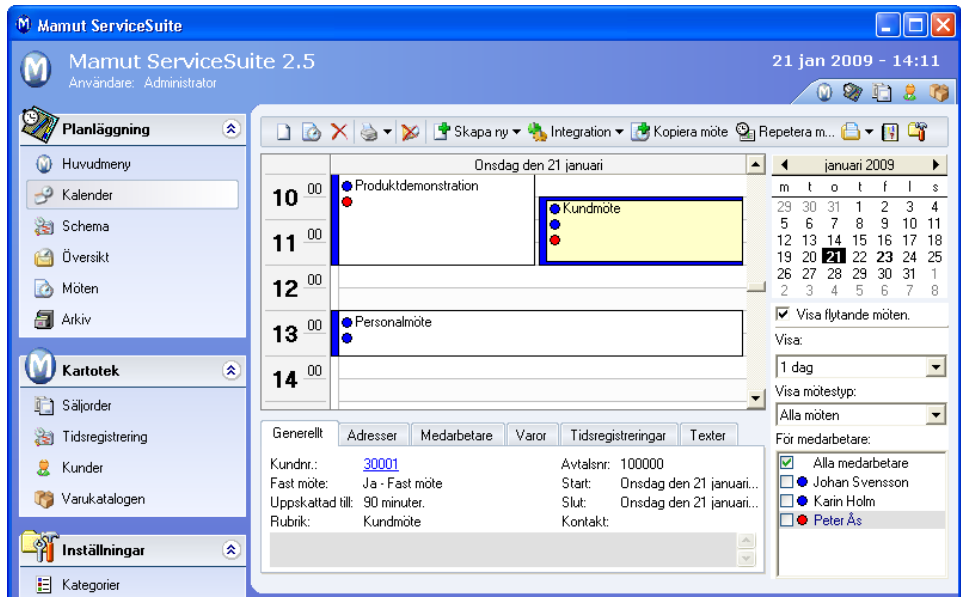 Mamut ServiceSuite
Mamut ServiceSuite 2.5
Användare: Administrator
21 jan 2009 - 14:11
Planläggning
Huvudmeny
Kalender
Schema
Översikt
Möten
Arkiv
Kartotek
Säljorder
Tidsregistrering
Kunder
Varukatalogen
Inställningar
Kategorier
Skapa ny
Integration
Kopiera möte
Repetera m...
Onsdag den 21 januari
10 00
11 00
12 00
13 00
14 00
Produktdemonstration
Kundmöte
Personalmöte
Generellt Adresser Medarbetare Varor Tidsregistreringar Texter
Kundnr.: 30001 Avtalsnr: 100000
Fast möte: Ja - Fast möte Start: Onsdag den 21 januari...
Uppskattad till: 90 minuter. Slut: Onsdag den 21 januari...
Rubrik: Kundmöte Kontakt:
januari 2009
m t o t f l s
29 30 31 1 2 3 4
5 6 7 8 9 10 11
12 13 14 15 16 17 18
19 20 21 22 23 24 25
26 27 28 29 30 31 1
2 3 4 5 6 7 8
Visa flytande möten.
Visa:
1 dag
Visa mötestyp:
Alla möten
För medarbetare:
Alla medarbetare
Johan Svensson
Karin Holm
Peter Ås